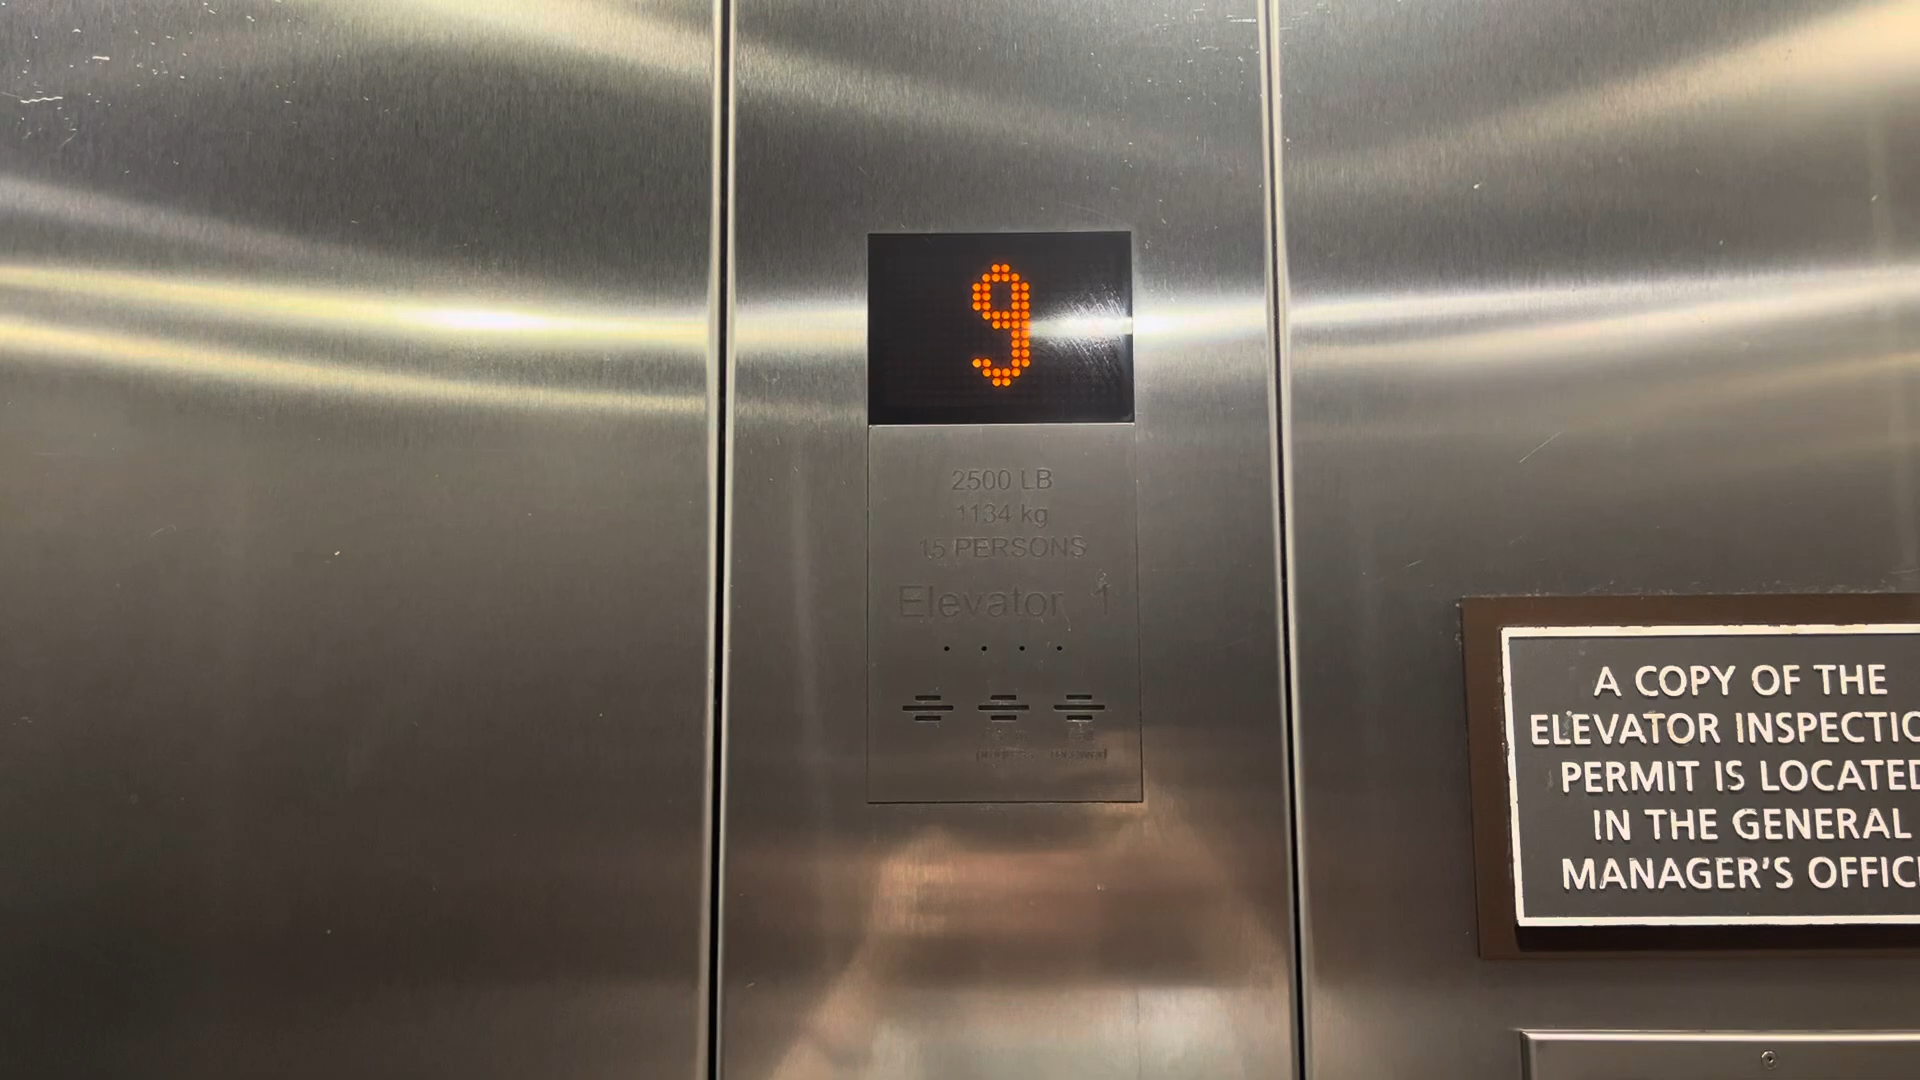 9
2500 LB
1134 kg
15 PERSONS
Elevator 1
A COPY OF THE
ELEVATOR INSPECTIO
PERMIT IS LOCATED
IN THE GENERAL
MANAGER'S OFFIC